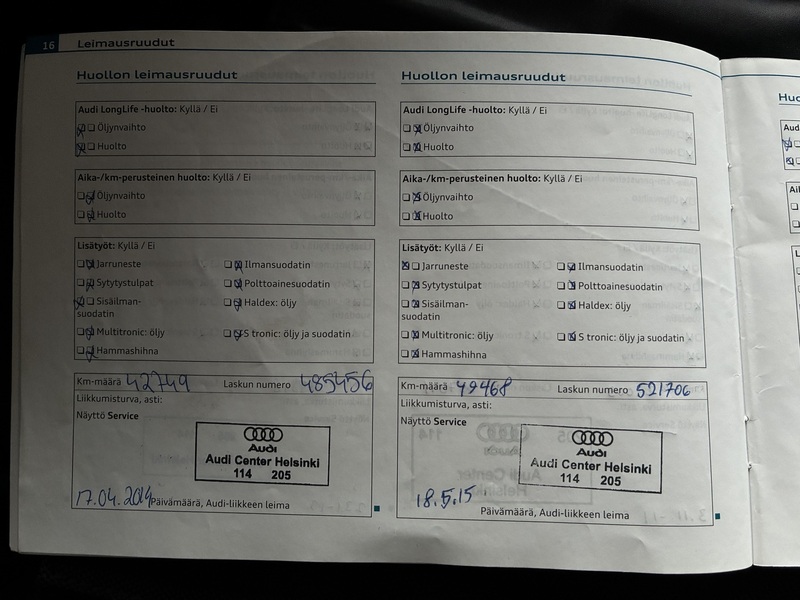 16 Leimausruudut
Huollon leimausruudut
Audi LongLife -huolto: Kyllä / Ei
Öljynvaihto
Huolto
Aika-/km-perusteinen huolto: Kyllä / Ei
Öljynvaihto
Huolto
Lisätyöt: Kyllä / Ei
Jarruneste
Ilmansuodatin
Sytytystulpat
Polttoainesuodatin
Sisäilman-
suodatin
Haldex: öljy
Multitronic: öljy
S tronic: öljy ja suodatin
Hammashihna
Km-määrä 42749 Laskun numero 485456
Liikkumisturva, asti:
Näyttö Service
Audi
Audi Center Helsinki
114 205
17.04.2014 Päivämäärä, Audi-liikkeen leima
Huollon leimausruudut
Audi LongLife -huolto: Kyllä / Ei
Öljynvaihto
Huolto
Aika-/km-perusteinen huolto: Kyllä / Ei
Öljynvaihto
Huolto
Lisätyöt: Kyllä / Ei
Jarruneste
Ilmansuodatin
Sytytystulpat
Polttoainesuodatin
Sisäilman-
suodatin
Haldex: öljy
Multitronic: öljy
S tronic: öljy ja suodatin
Hammashihna
Km-määrä 49468 Laskun numero 521706
Liikkumisturva, asti:
Näyttö Service
Audi
Audi Center Helsinki
114 205
18.5.15
Päivämäärä, Audi-liikkeen leima